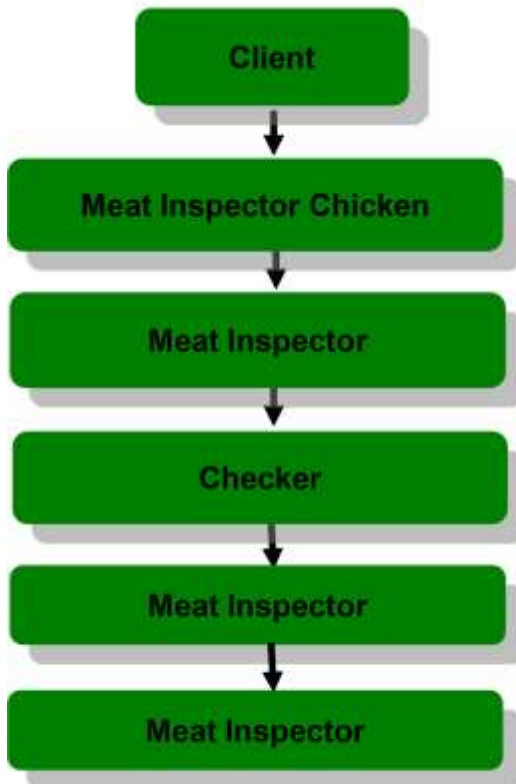 Client
Meat Inspector Chicken
Meat Inspector
Checker
Meat Inspector
Meat Inspector